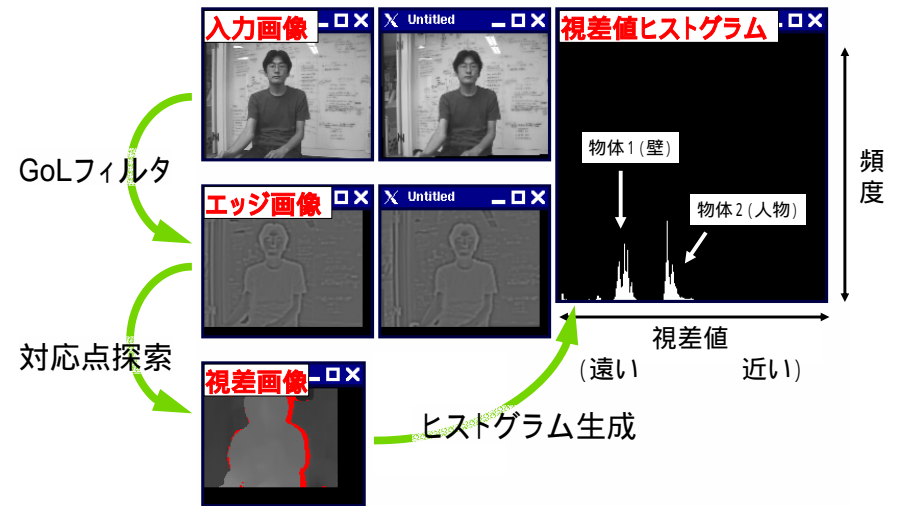 入力画像
Untitled
視差値ヒストグラム
GoLフィルタ
物体1(壁)
物体2(人物)
頻度
エッジ画像
Untitled
対応点探索
視差値
(遠い 近い)
視差画像
ヒストグラム生成